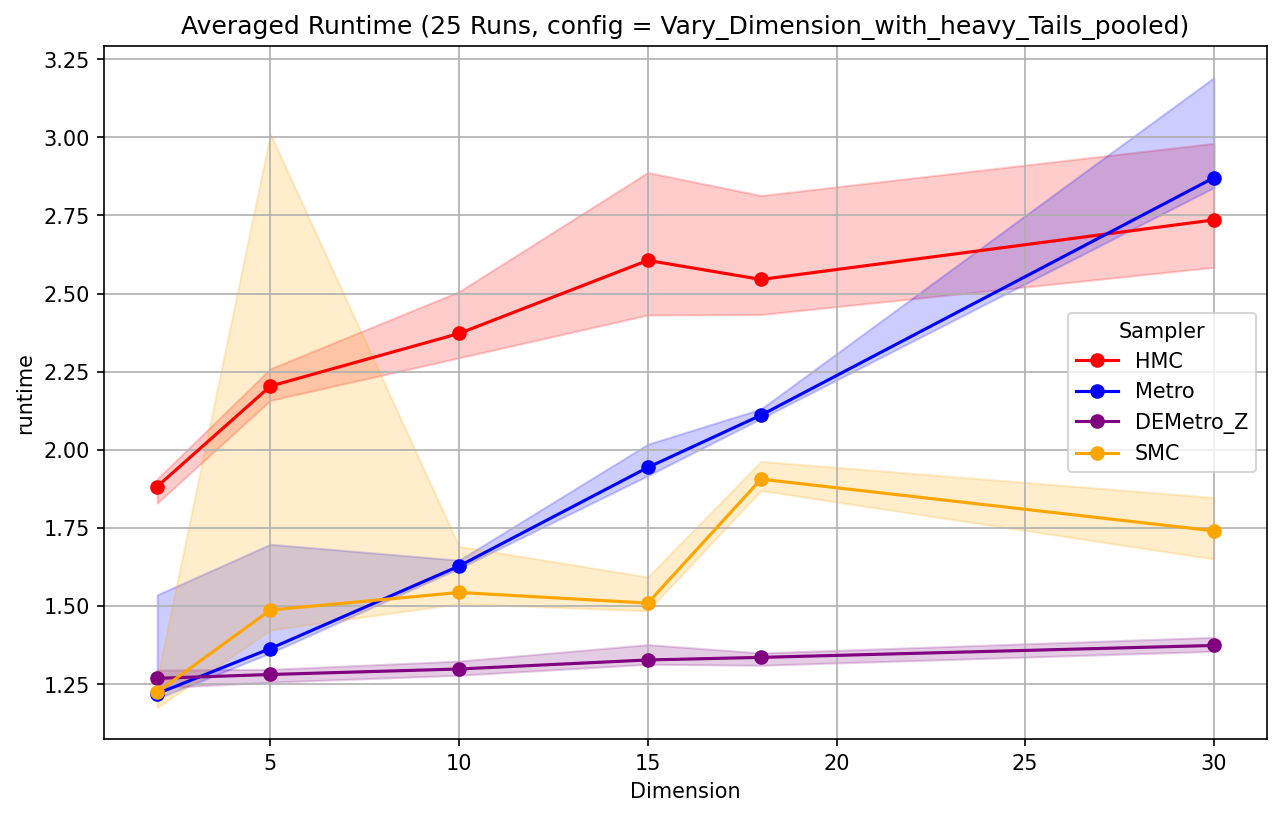 Averaged Runtime (25 Runs, config = Vary_Dimension_with_heavy_Tails_pooled)
runtime
3.25
3.00
2.75
2.50
2.25
2.00
1.75
1.50
1.25
Sampler
HMC
Metro
DEMetro_Z
SMC
5
10
15
20
25
30
Dimension